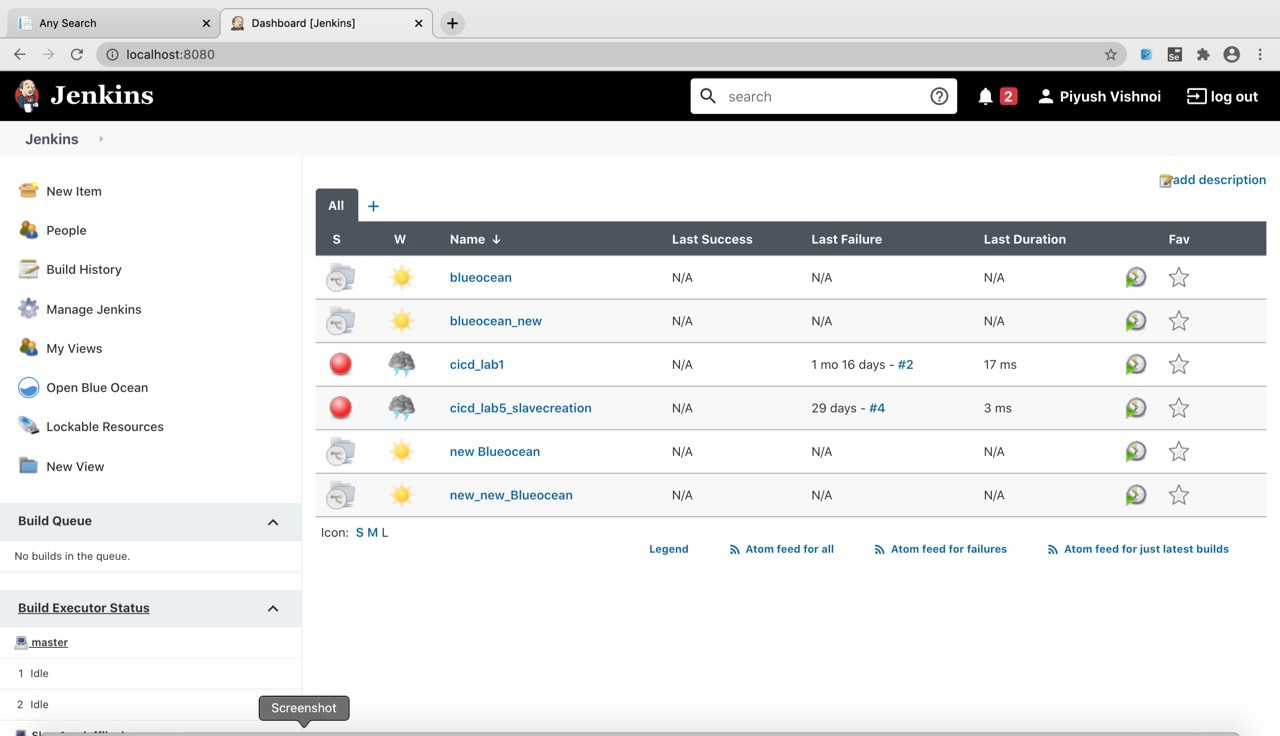 Any Search
Dashboard [Jenkins]
localhost:8080
Jenkins
search
2
Piyush Vishnoi
log out
Jenkins
add description
New Item
People
Build History
Manage Jenkins
My Views
Open Blue Ocean
Lockable Resources
New View
Build Queue
No builds in the queue.
Build Executor Status
master
1 Idle
2 Idle
All +
S W Name ↓ Last Success Last Failure Last Duration Fav
blueocean N/A N/A N/A
blueocean_new N/A N/A N/A
cicd_lab1 N/A 1 mo 16 days - #2 17 ms
cicd_lab5_slavecreation N/A 29 days - #4 3 ms
new Blueocean N/A N/A N/A
new_new_Blueocean N/A N/A N/A
Icon: S M L
Legend Atom feed for all Atom feed for failures Atom feed for just latest builds
Screenshot